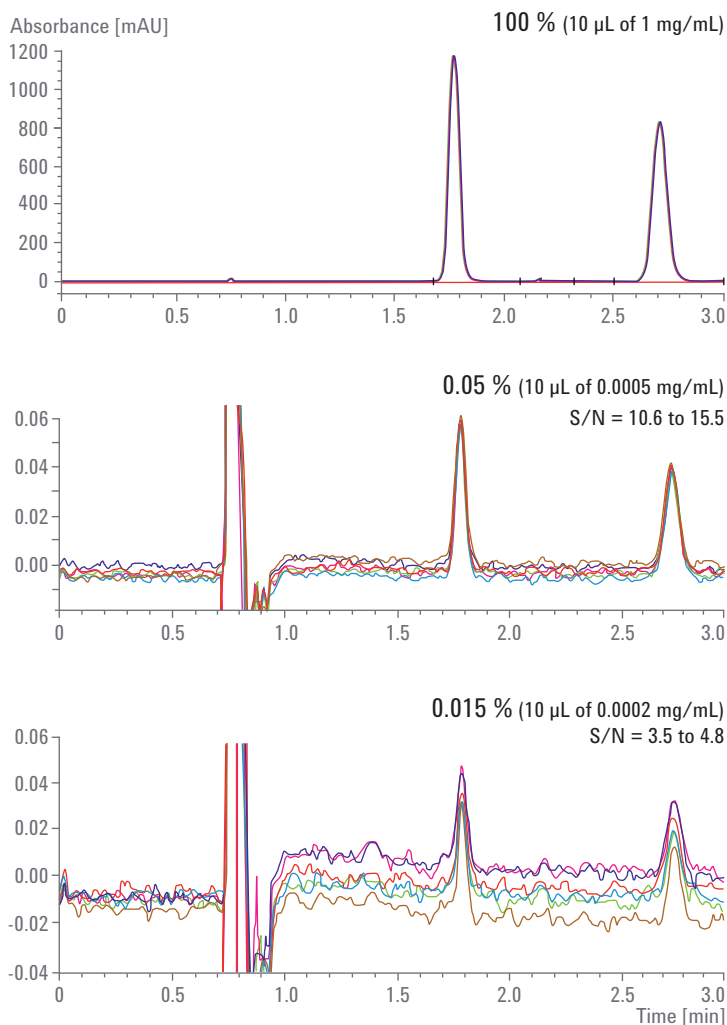 Absorbance [mAU]
100 % (10 µL of 1 mg/mL)
1200
1000
800
600
400
200
0
0 0.5 1.0 1.5 2.0 2.5 3.0
0.05 % (10 µL of 0.0005 mg/mL)
S/N = 10.6 to 15.5
0.06
0.04
0.02
0.00
0 0.5 1.0 1.5 2.0 2.5 3.0
0.015 % (10 µL of 0.0002 mg/mL)
S/N = 3.5 to 4.8
0.06
0.04
0.02
0.00
-0.02
-0.04
0 0.5 1.0 1.5 2.0 2.5 3.0
Time [min]